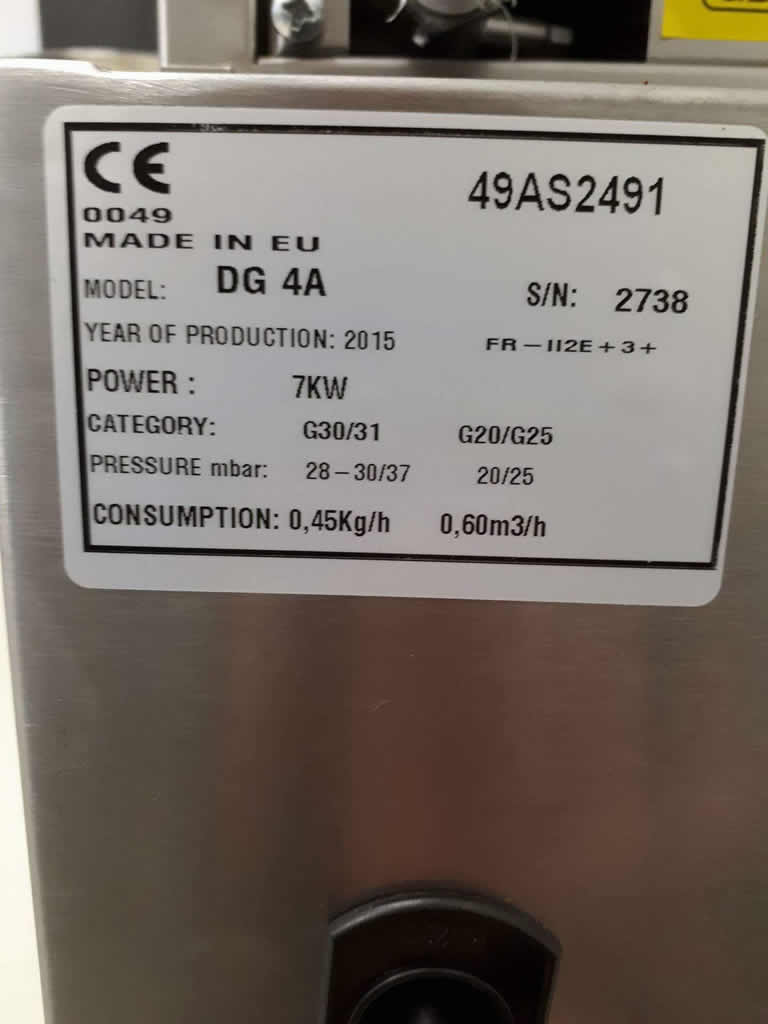 CE
49AS2491
0049
MADE IN EU
MODEL: DG 4A S/N: 2738
YEAR OF PRODUCTION: 2015 FR – II2E + 3 +
POWER : 7KW
CATEGORY: G30/31 G20/G25
PRESSURE mbar: 28 – 30/37 20/25
CONSUMPTION: 0,45Kg/h 0,60m3/h